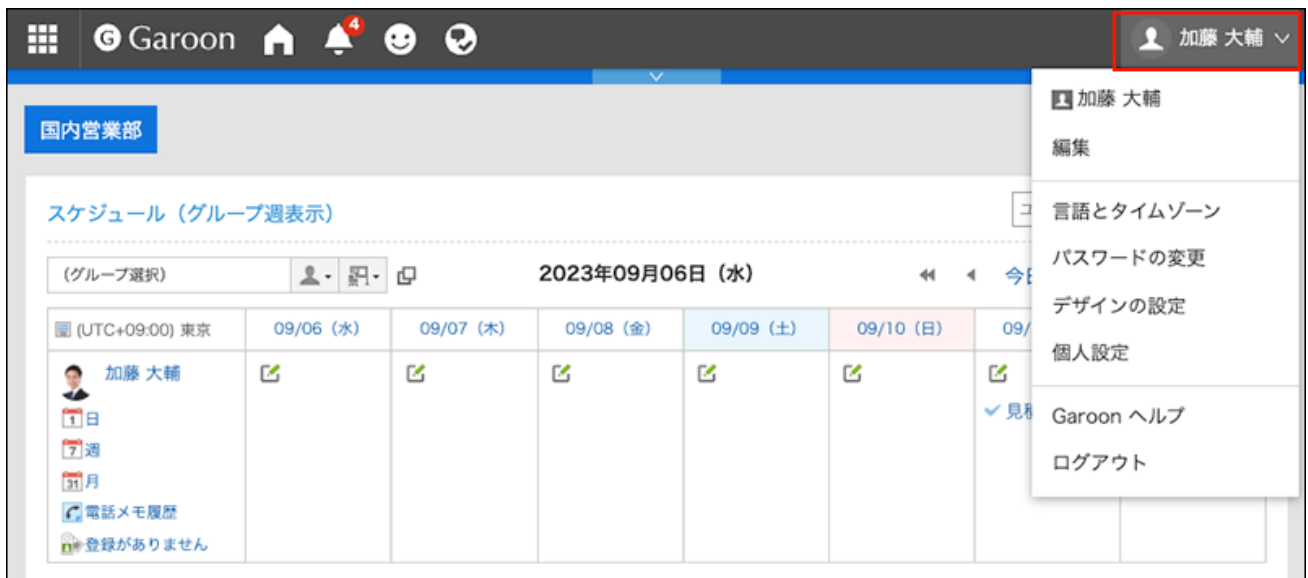 Garoon 4 加藤 大輔
加藤 大輔
編集
言語とタイムゾーン
パスワードの変更
デザインの設定
個人設定
Garoon ヘルプ
ログアウト
国内営業部
スケジュール（グループ週表示）
（グループ選択） 2023年09月06日（水）
(UTC+09:00) 東京 09/06（水） 09/07（木） 09/08（金） 09/09（土） 09/10（日） 09/
加藤 大輔
1 日
7 週
31 月
電話メモ履歴
登録がありません